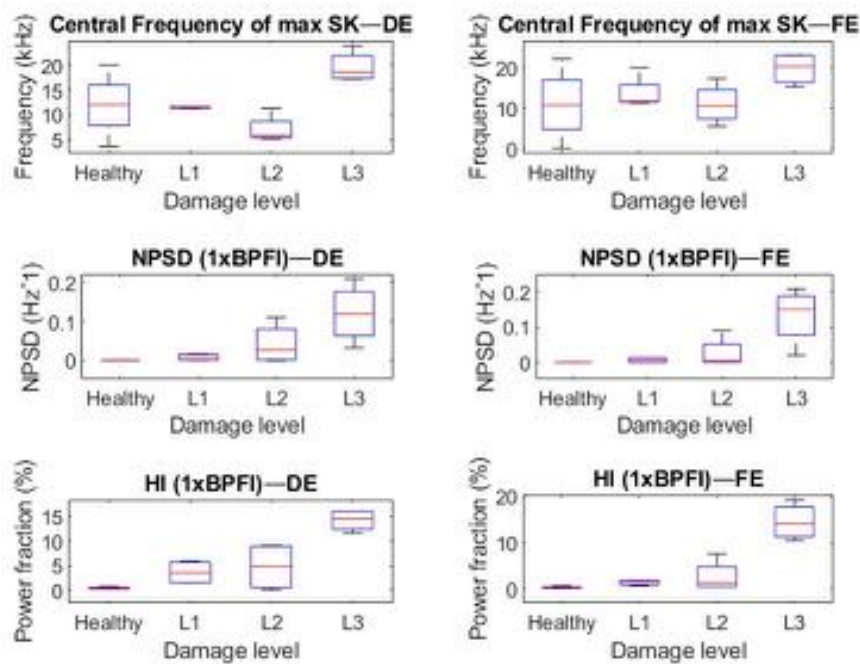 Central Frequency of max SK—DE
Frequency (kHz)
20
15
10
5
Healthy L1 L2 L3
Damage level
Central Frequency of max SK—FE
Frequency (kHz)
20
10
0
Healthy L1 L2 L3
Damage level
NPSD (1xBPFI)—DE
NPSD (Hz^1)
0.2
0.1
0
Healthy L1 L2 L3
Damage level
NPSD (1xBPFI)—FE
NPSD (Hz^1)
0.2
0.1
0
Healthy L1 L2 L3
Damage level
HI (1xBPFI)—DE
Power fraction (%)
15
10
5
0
Healthy L1 L2 L3
Damage level
HI (1xBPFI)—FE
Power fraction (%)
20
10
0
Healthy L1 L2 L3
Damage level